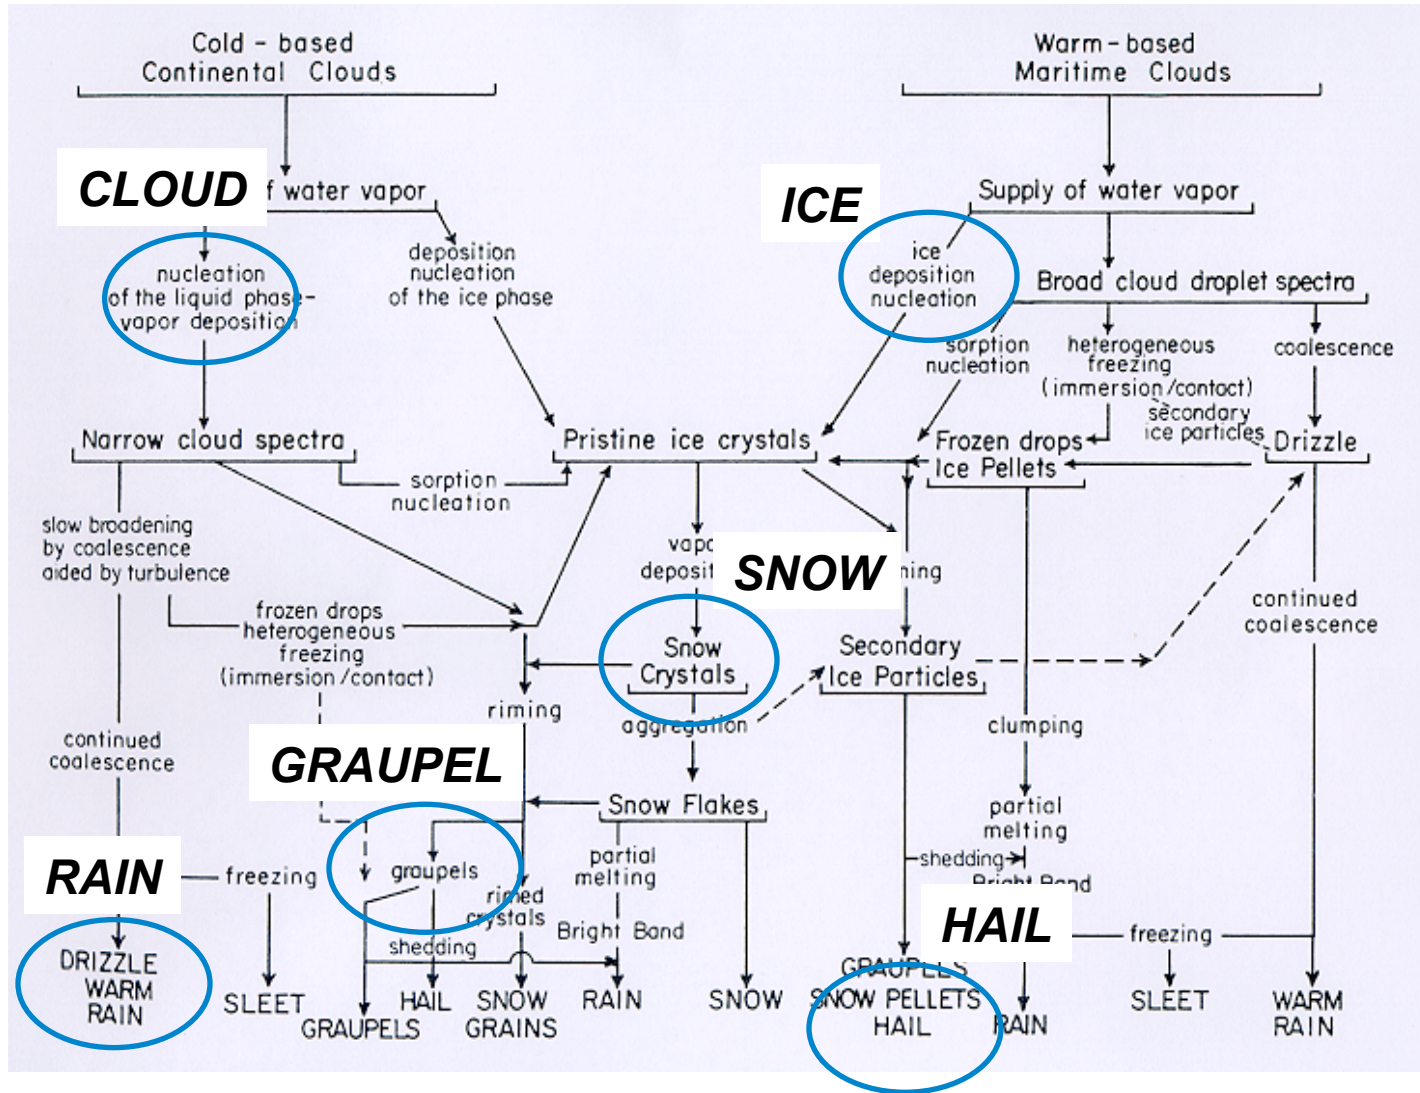 Cold - based
Continental Clouds
Warm - based
Maritime Clouds
CLOUD
f water vapor
ICE
Supply of water vapor
nucleation
of the liquid phase-
vapor deposition
deposition
nucleation
of the ice phase
ice
deposition
nucleation
Broad cloud droplet spectra
sorption
nucleation
heterogeneous
freezing
(immersion/contact)
coalescence
secondary
ice particles
Narrow cloud spectra
Pristine ice crystals
Frozen drops
Ice Pellets
Drizzle
sorption
nucleation
slow broadening
by coalescence
aided by turbulence
vapo
deposit
SNOW
ning
frozen drops
heterogeneous
freezing
(immersion/contact)
Snow
Crystals
Secondary
Ice Particles
continued
coalescence
riming
aggregation
clumping
continued
coalescence
GRAUPEL
Snow Flakes
partial
melting
RAIN
freezing
graupels
rimed
crystals
partial
melting
shedding
Bright Band
HAIL
shedding
Bright Band
freezing
DRIZZLE
WARM
RAIN
SLEET
GRAUPELS
HAIL
SNOW
GRAINS
RAIN
SNOW
GRAUPELS
SNOW PELLETS
HAIL
RAIN
SLEET
WARM
RAIN